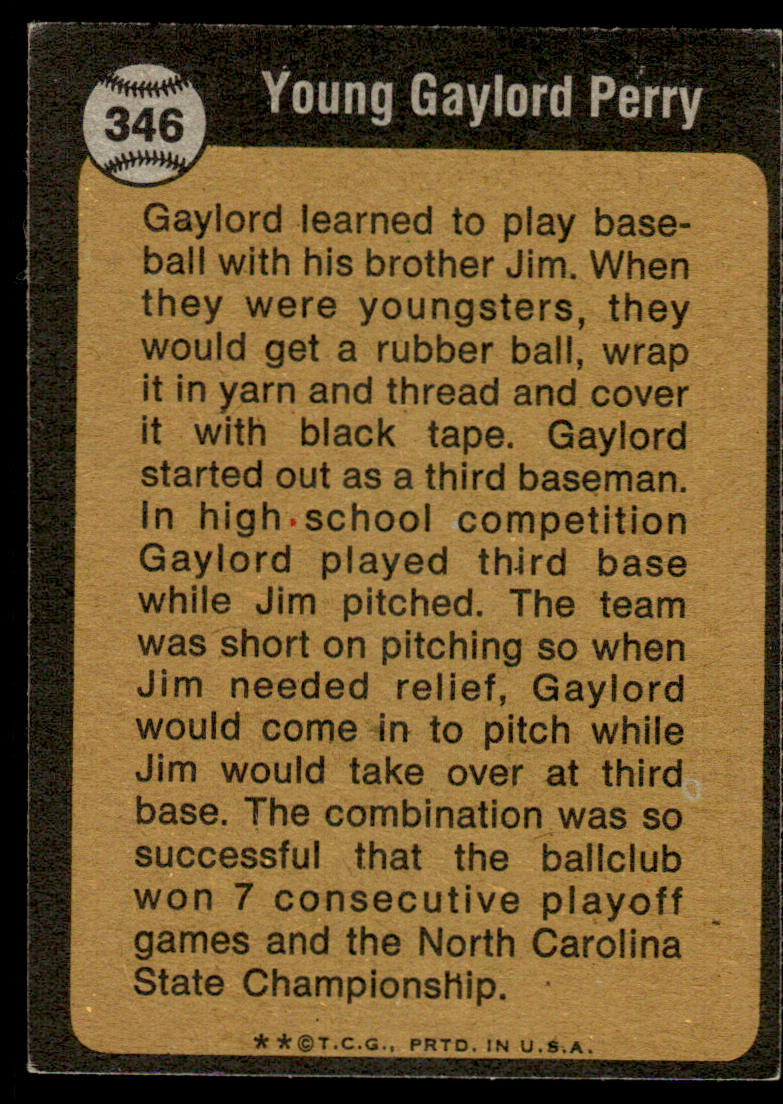 346
Young Gaylord Perry
Gaylord learned to play base-
ball with his brother Jim. When
they were youngsters, they
would get a rubber ball, wrap
it in yarn and thread and cover
it with black tape. Gaylord
started out as a third baseman.
In high school competition
Gaylord played third base
while Jim pitched. The team
was short on pitching so when
Jim needed relief, Gaylord
would come in to pitch while
Jim would take over at third
base. The combination was so
successful that the ballclub
won 7 consecutive playoff
games and the North Carolina
State Championship.
**©T.C.G., PRTD. IN U.S.A.